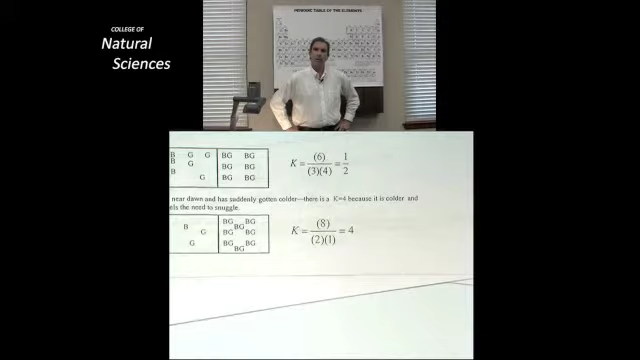 COLLEGE OF
Natural
Sciences
PERIODIC TABLE OF THE ELEMENTS
B G G BG BG
B G
BG BG
B
G BG BG
K = (6) / (3)(4) = 1/2
near dawn and has suddenly gotten colder—there is a K=4 because it is colder and
els the need to snuggle.
BG BG
B BG
G BG BG
G BG BG
BG
K = (8) / (2)(1) = 4